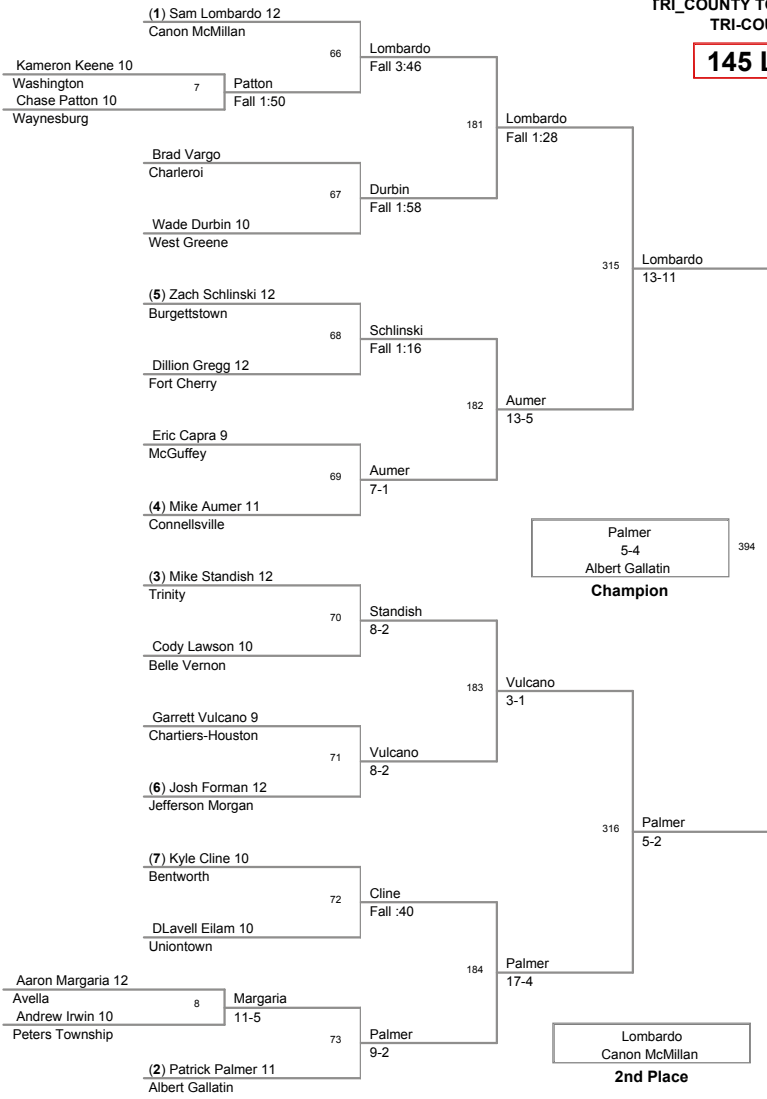 TRI_COUNTY TO
TRI-COU
145 L
(1) Sam Lombardo 12
Canon McMillan
66
Lombardo
Fall 3:46
Kameron Keene 10
Washington
7
Chase Patton 10
Waynesburg
Patton
Fall 1:50
181
Lombardo
Fall 1:28
Brad Vargo
Charleroi
67
Durbin
Fall 1:58
Wade Durbin 10
West Greene
315
Lombardo
13-11
(5) Zach Schlinski 12
Burgettstown
68
Schlinski
Fall 1:16
Dillion Gregg 12
Fort Cherry
182
Aumer
13-5
Eric Capra 9
McGuffey
69
Aumer
7-1
(4) Mike Aumer 11
Connellsville
Palmer
5-4
Albert Gallatin
394
Champion
(3) Mike Standish 12
Trinity
70
Standish
8-2
Cody Lawson 10
Belle Vernon
183
Vulcano
3-1
Garrett Vulcano 9
Chartiers-Houston
71
Vulcano
8-2
(6) Josh Forman 12
Jefferson Morgan
316
Palmer
5-2
(7) Kyle Cline 10
Bentworth
72
Cline
Fall :40
DLavell Eilam 10
Uniontown
184
Palmer
17-4
Aaron Margaria 12
Avella
8
Andrew Irwin 10
Peters Township
Margaria
11-5
73
Palmer
9-2
(2) Patrick Palmer 11
Albert Gallatin
Lombardo
Canon McMillan
2nd Place